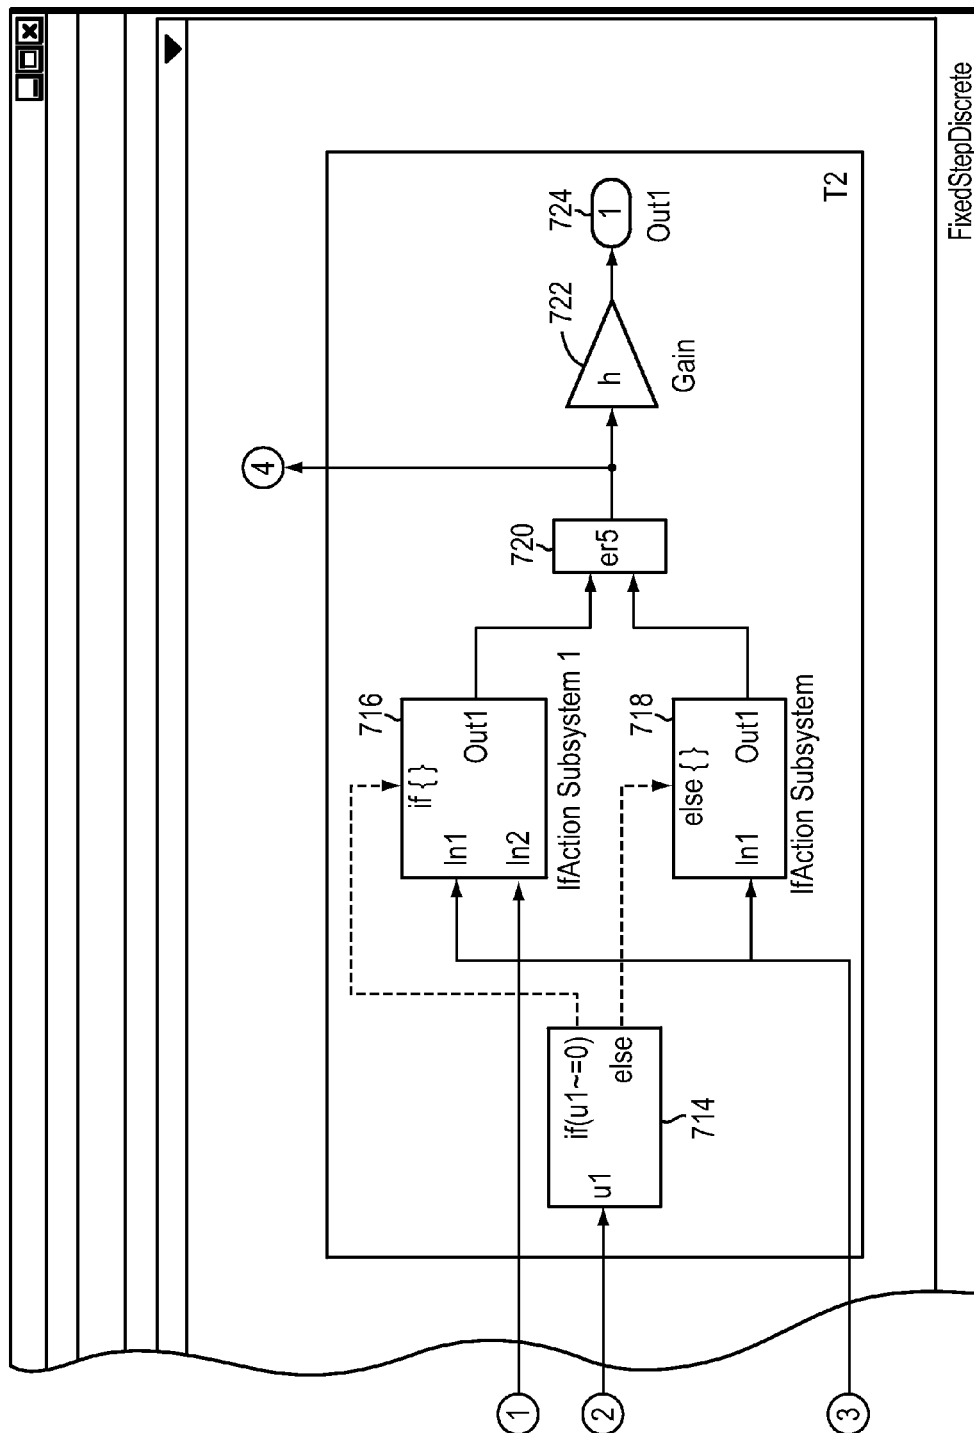 4
716
if { }
In1
Out1
In2
IfAction Subsystem 1
1
2
u1
if(u1~=0)
else
714
720
er5
722
h
Gain
724
1
Out1
718
else { }
In1
Out1
IfAction Subsystem
3
T2
FixedStepDiscrete